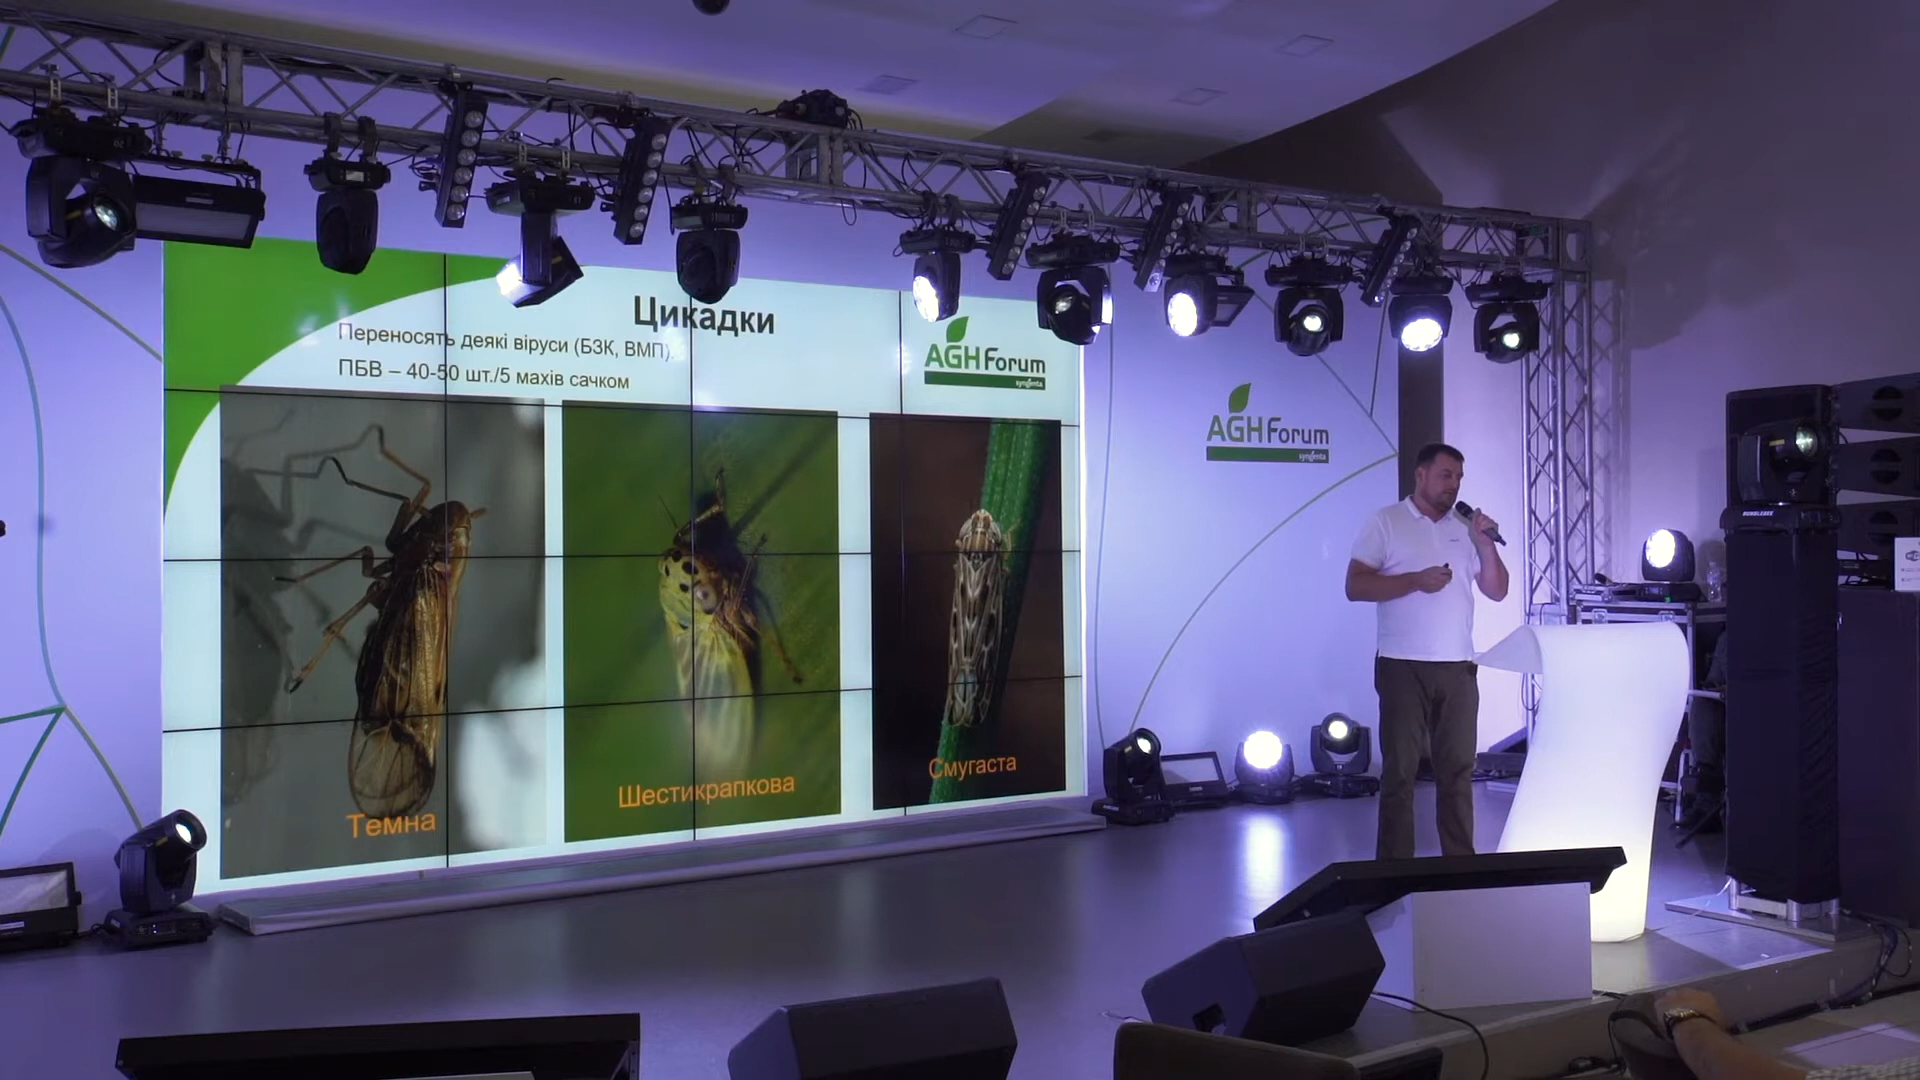 Цикадки
Переносять деякі віруси (БЗК, ВМП).
ПБВ – 40-50 шт./5 махів сачком
AGH Forum
syngenta
Темна
Шестикрапкова
Смугаста
AGH Forum
syngenta
BUMBLEBEE